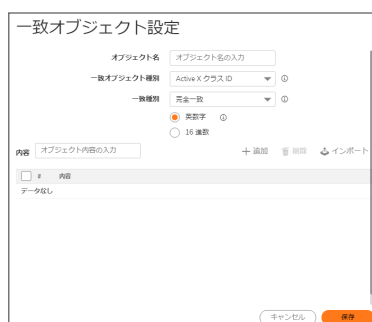 一致オブジェクト設定
オブジェクト名 オブジェクト名の入力
一致オブジェクト種別 Active X クラス ID
一致種別 完全一致
英数字
16 進数
内容 オブジェクト内容の入力 + 追加 削除 インポート
# 内容
データなし
キャンセル 保存